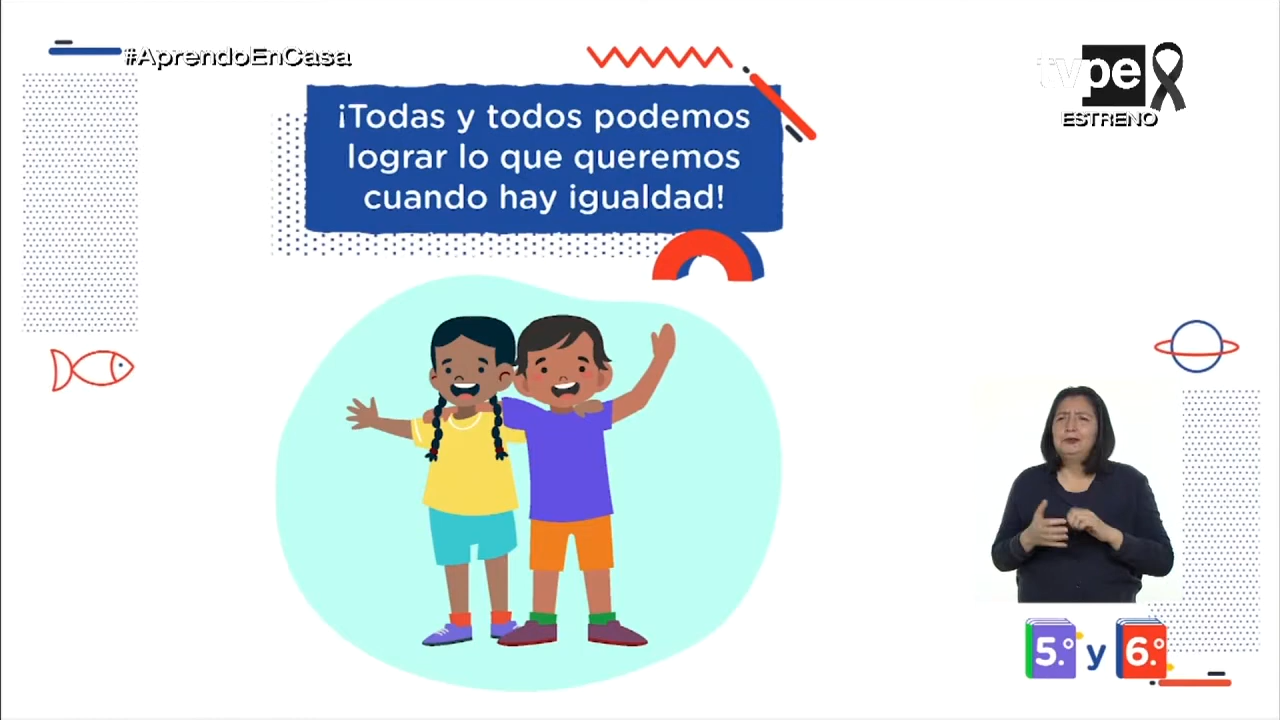 #AprendoEnCasa
tvpe
ESTRENO
¡Todas y todos podemos
lograr lo que queremos
cuando hay igualdad!
5.° y 6.°